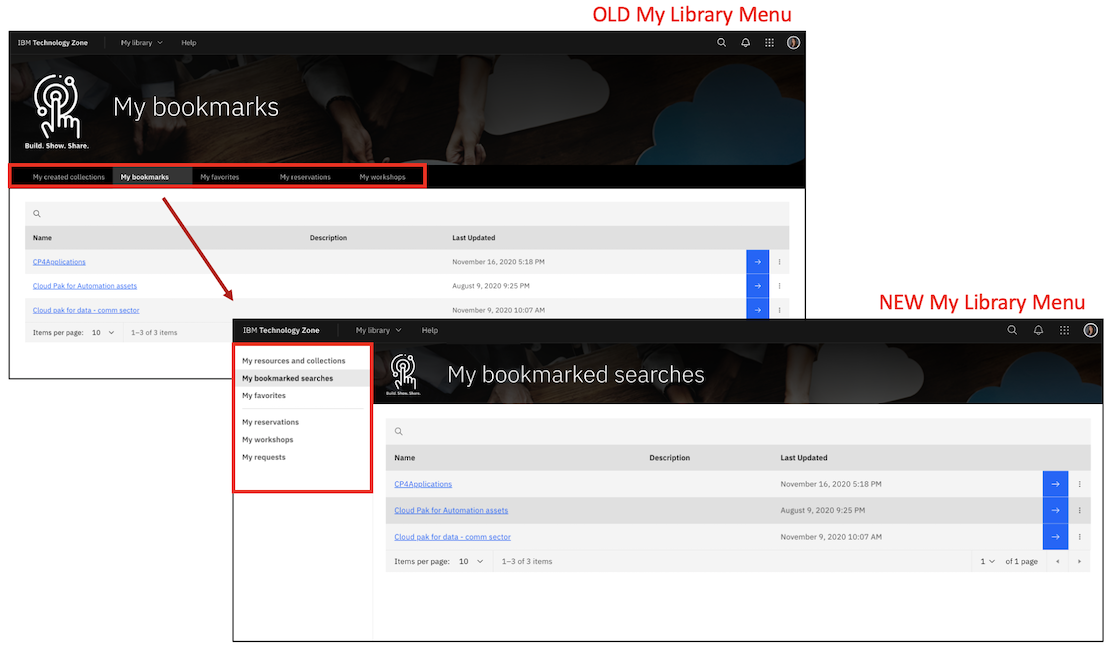 OLD My Library Menu
IBM Technology Zone My library Help
My bookmarks
Build. Show. Share.
My created collections My bookmarks My favorites My reservations My workshops
Name Description Last Updated
CP4Applications November 16, 2020 5:18 PM
Cloud Pak for Automation assets August 9, 2020 9:25 PM
Cloud pak for data - comm sector November 9, 2020 10:07 AM
Items per page: 10 1–3 of 3 items
NEW My Library Menu
IBM Technology Zone My library Help
My resources and collections
My bookmarked searches
My favorites
My reservations
My workshops
My requests
My bookmarked searches
Build. Show. Share.
Name Description Last Updated
CP4Applications November 16, 2020 5:18 PM
Cloud Pak for Automation assets August 9, 2020 9:25 PM
Cloud pak for data - comm sector November 9, 2020 10:07 AM
Items per page: 10 1–3 of 3 items 1 of 1 page